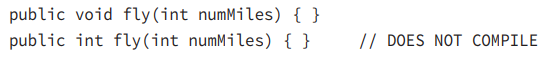 public void fly(int numMiles) { }
public int fly(int numMiles) { }     // DOES NOT COMPILE